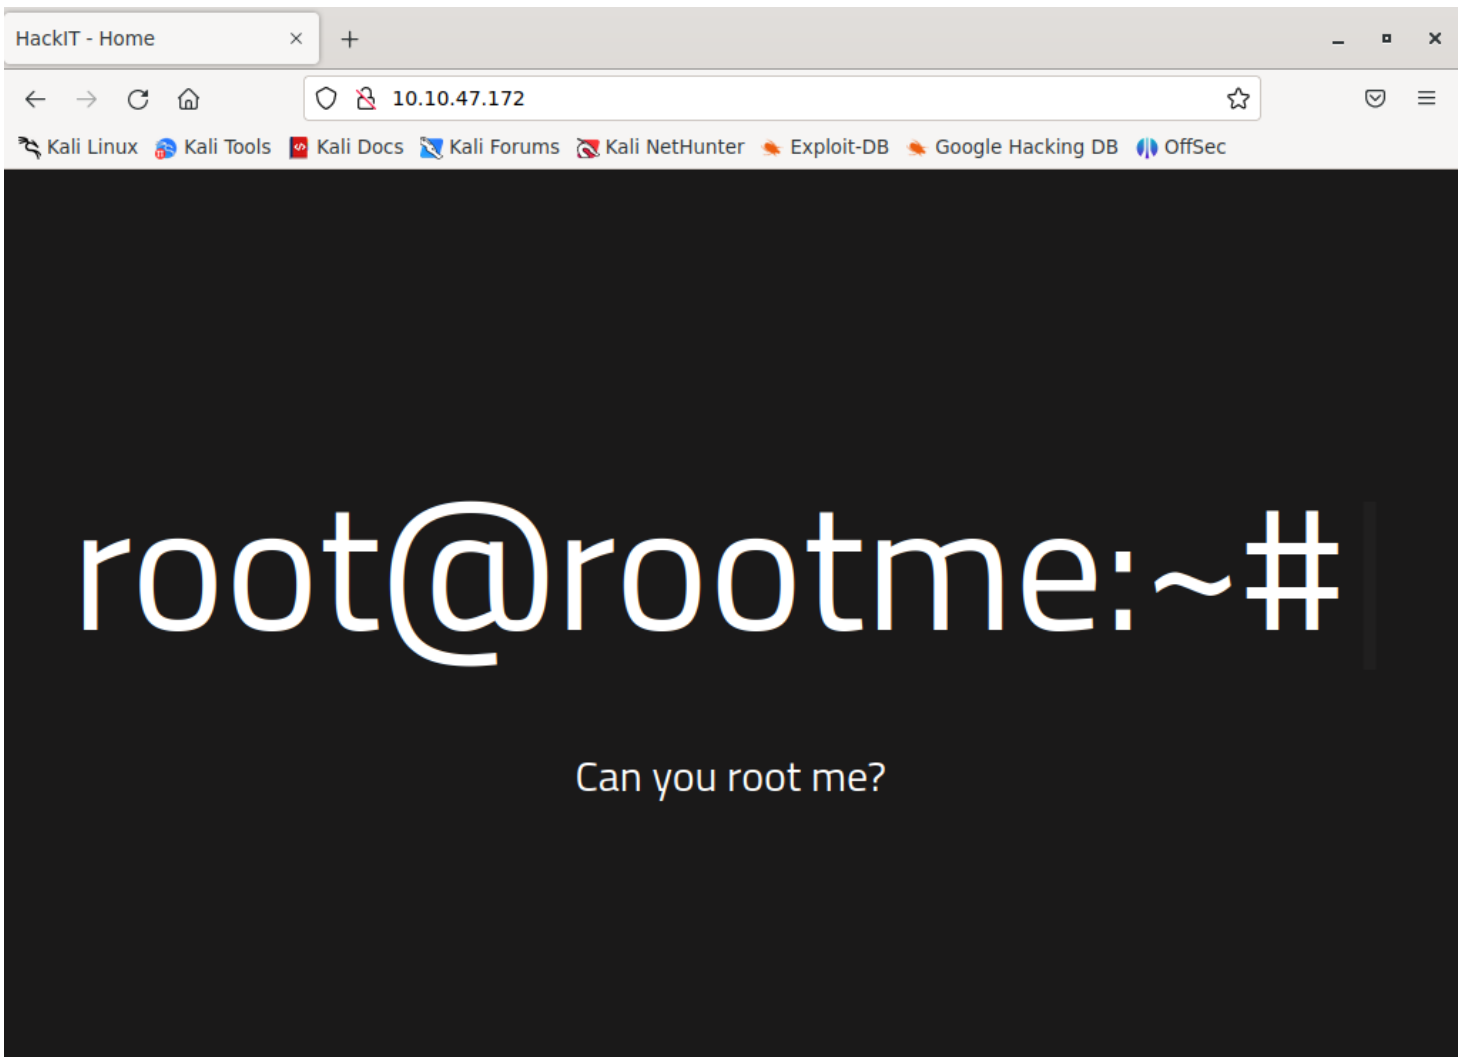 HackIT - Home
10.10.47.172
Kali Linux Kali Tools Kali Docs Kali Forums Kali NetHunter Exploit-DB Google Hacking DB OffSec
root@rootme:~#
Can you root me?